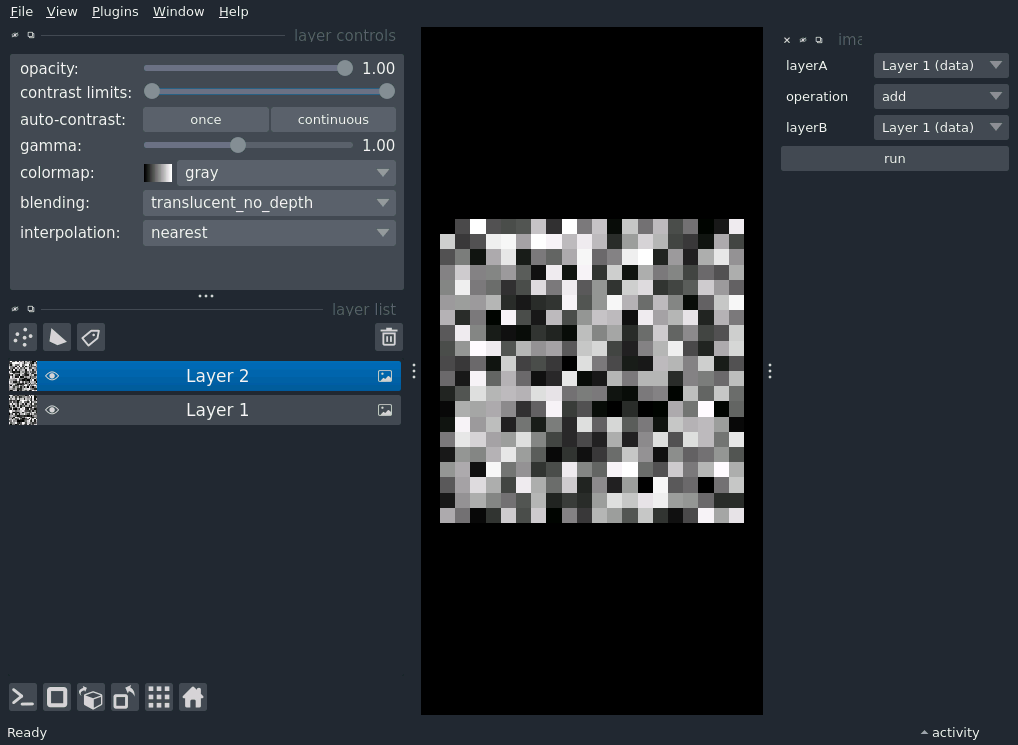 File View Plugins Window Help
layer controls
opacity: 1.00
contrast limits:
auto-contrast: once continuous
gamma: 1.00
colormap: gray
blending: translucent_no_depth
interpolation: nearest
layer list
Layer 2
Layer 1
ima
layerA Layer 1 (data)
operation add
layerB Layer 1 (data)
run
Ready
activity